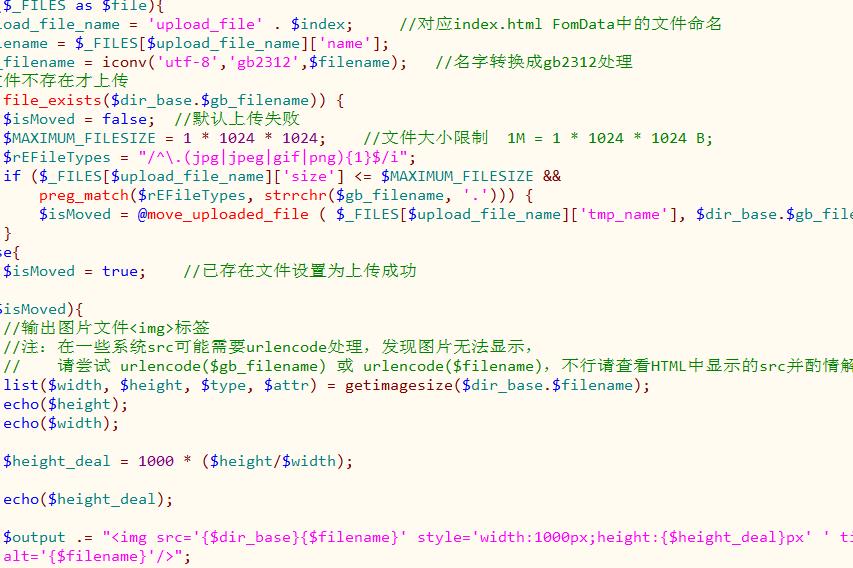 $_FILES as $file){
load_file_name = 'upload_file' . $index; //对应index.html FomData中的文件命名
ename = $_FILES[$upload_file_name]['name'];
_filename = iconv('utf-8','gb2312',$filename); //名字转换成gb2312处理
文件不存在才上传
file_exists($dir_base.$gb_filename)) {
$isMoved = false; //默认上传失败
$MAXIMUM_FILESIZE = 1 * 1024 * 1024; //文件大小限制 1M = 1 * 1024 * 1024 B;
$rEFileTypes = "/^\.(jpg|jpeg|gif|png){1}$/i";
if ($_FILES[$upload_file_name]['size'] <= $MAXIMUM_FILESIZE &&
preg_match($rEFileTypes, strrchr($gb_filename, '.'))) {
$isMoved = @move_uploaded_file ( $_FILES[$upload_file_name]['tmp_name'], $dir_base.$gb_file
}
se{
$isMoved = true; //已存在文件设置为上传成功
$isMoved){
//输出图片文件<img>标签
//注: 在一些系统src可能需要urlencode处理，发现图片无法显示，
// 请尝试 urlencode($gb_filename) 或 urlencode($filename)，不行请查看HTML中显示的src并酌情解
list($width, $height, $type, $attr) = getimagesize($dir_base.$filename);
echo($height);
echo($width);
$height_deal = 1000 * ($height/$width);
echo($height_deal);
$output .= "<img src='{$dir_base}{$filename}' style='width:1000px;height:{$height_deal}px' ' ti
alt='{$filename}'/>";